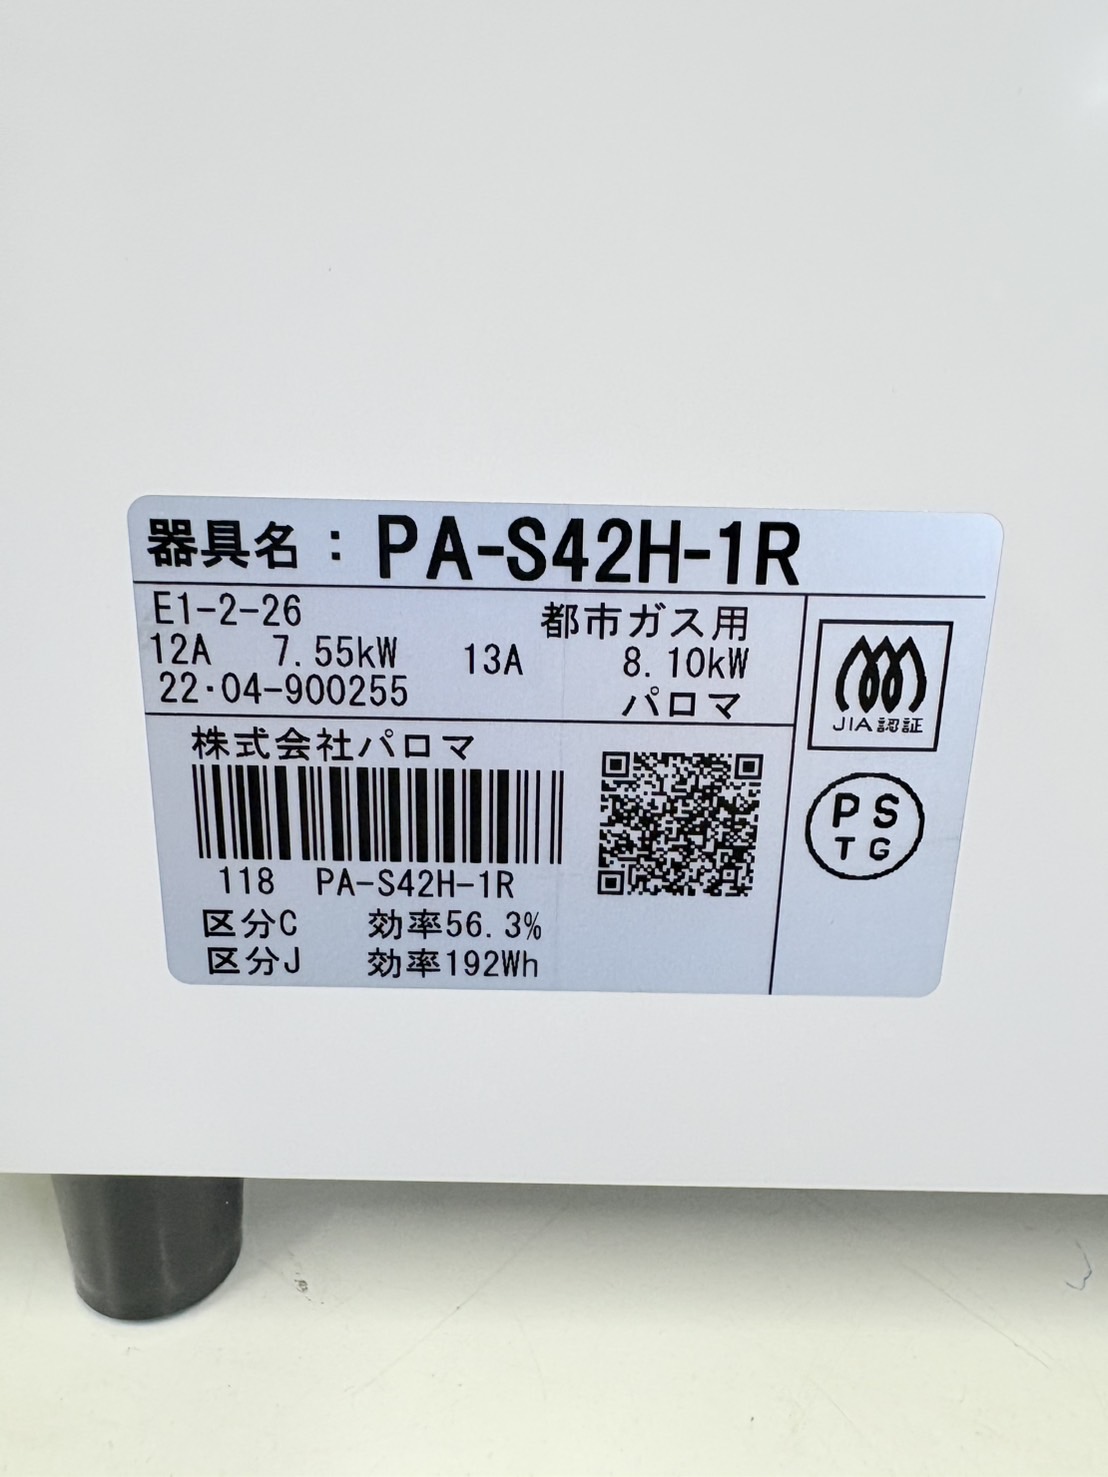 器具名：PA-S42H-1R
E1-2-26 都市ガス用
12A 7.55kW 13A 8.10kW
22・04-900255 パロマ
JIA認証
株式会社パロマ
PS
TG
118 PA-S42H-1R
区分C 効率56.3%
区分J 効率192Wh